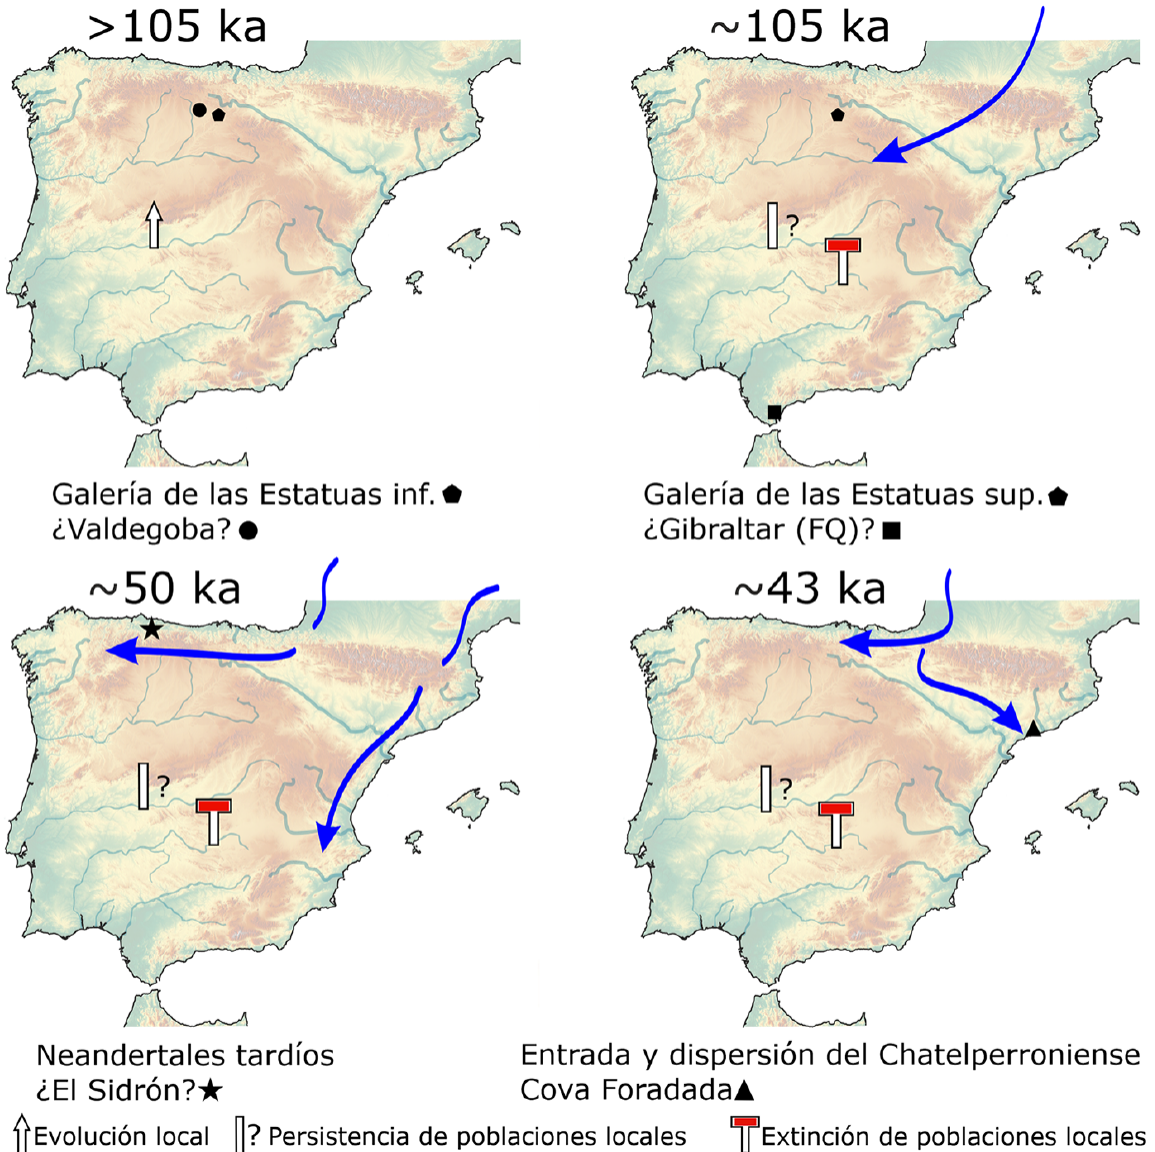 >105 ka
~105 ka
?
Galería de las Estatuas inf.
¿Valdegoba?
Galería de las Estatuas sup.
¿Gibraltar (FQ)?
~50 ka
~43 ka
?
?
Neandertales tardíos
¿El Sidrón?
Entrada y dispersión del Chatelperroniense
Cova Foradada
Evolución local
? Persistencia de poblaciones locales
Extinción de poblaciones locales